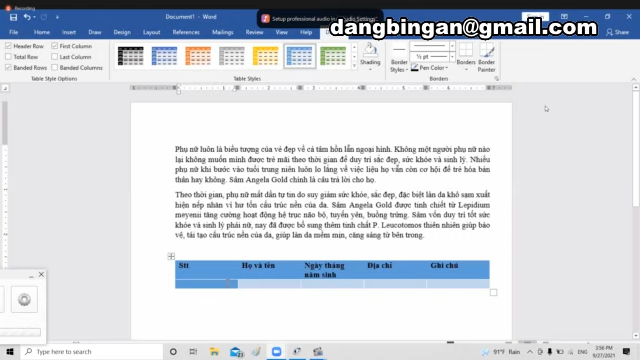 Recording
Document1 - Word
Setup professional audio in "Audio Settings"
dangbingan@gmail.com
File Home Insert Draw Design Layout References Mailings Review View Help
Share
Header Row First Column
Total Row Last Column
Banded Rows Banded Columns
Table Style Options
Table Styles
Shading
Border Styles
½ pt
Pen Color
Borders
Border Painter
Borders
Phụ nữ luôn là biểu tượng của vẻ đẹp về cả tâm hồn lẫn ngoại hình. Không một người phụ nữ nào
lại không muốn mình được trẻ mãi theo thời gian để duy trì sắc đẹp, sức khỏe và sinh lý. Nhiều
phụ nữ khi bước vào tuổi trung niên luôn lo lắng về việc liệu họ vẫn còn cơ hội để trẻ hóa bản
thân hay không. Sâm Angela Gold chính là câu trả lời cho họ.
Theo thời gian, phụ nữ mất dần tự tin do suy giảm sức khỏe, sắc đẹp, đặc biệt làn da khô sạm xuất
hiện nếp nhăn vì hư tổn cấu trúc nền của da. Sâm Angela Gold được tinh chiết từ Lepidium
meyenii tăng cường hoạt động hệ trục não bộ, tuyến yên, buồng trứng. Sâm vốn duy trì tốt sức
khỏe và sinh lý phái nữ, nay đã được bổ sung thêm tinh chất P. Leucotomos thiên nhiên giúp bảo
vệ, tái tạo cấu trúc nền của da, giúp làn da mềm mịn, căng sáng từ bên trong.
Stt Họ và tên Ngày tháng năm sinh Địa chỉ Ghi chú
Type here to search
91°F Rain
ENG
3:56 PM
9/27/2021